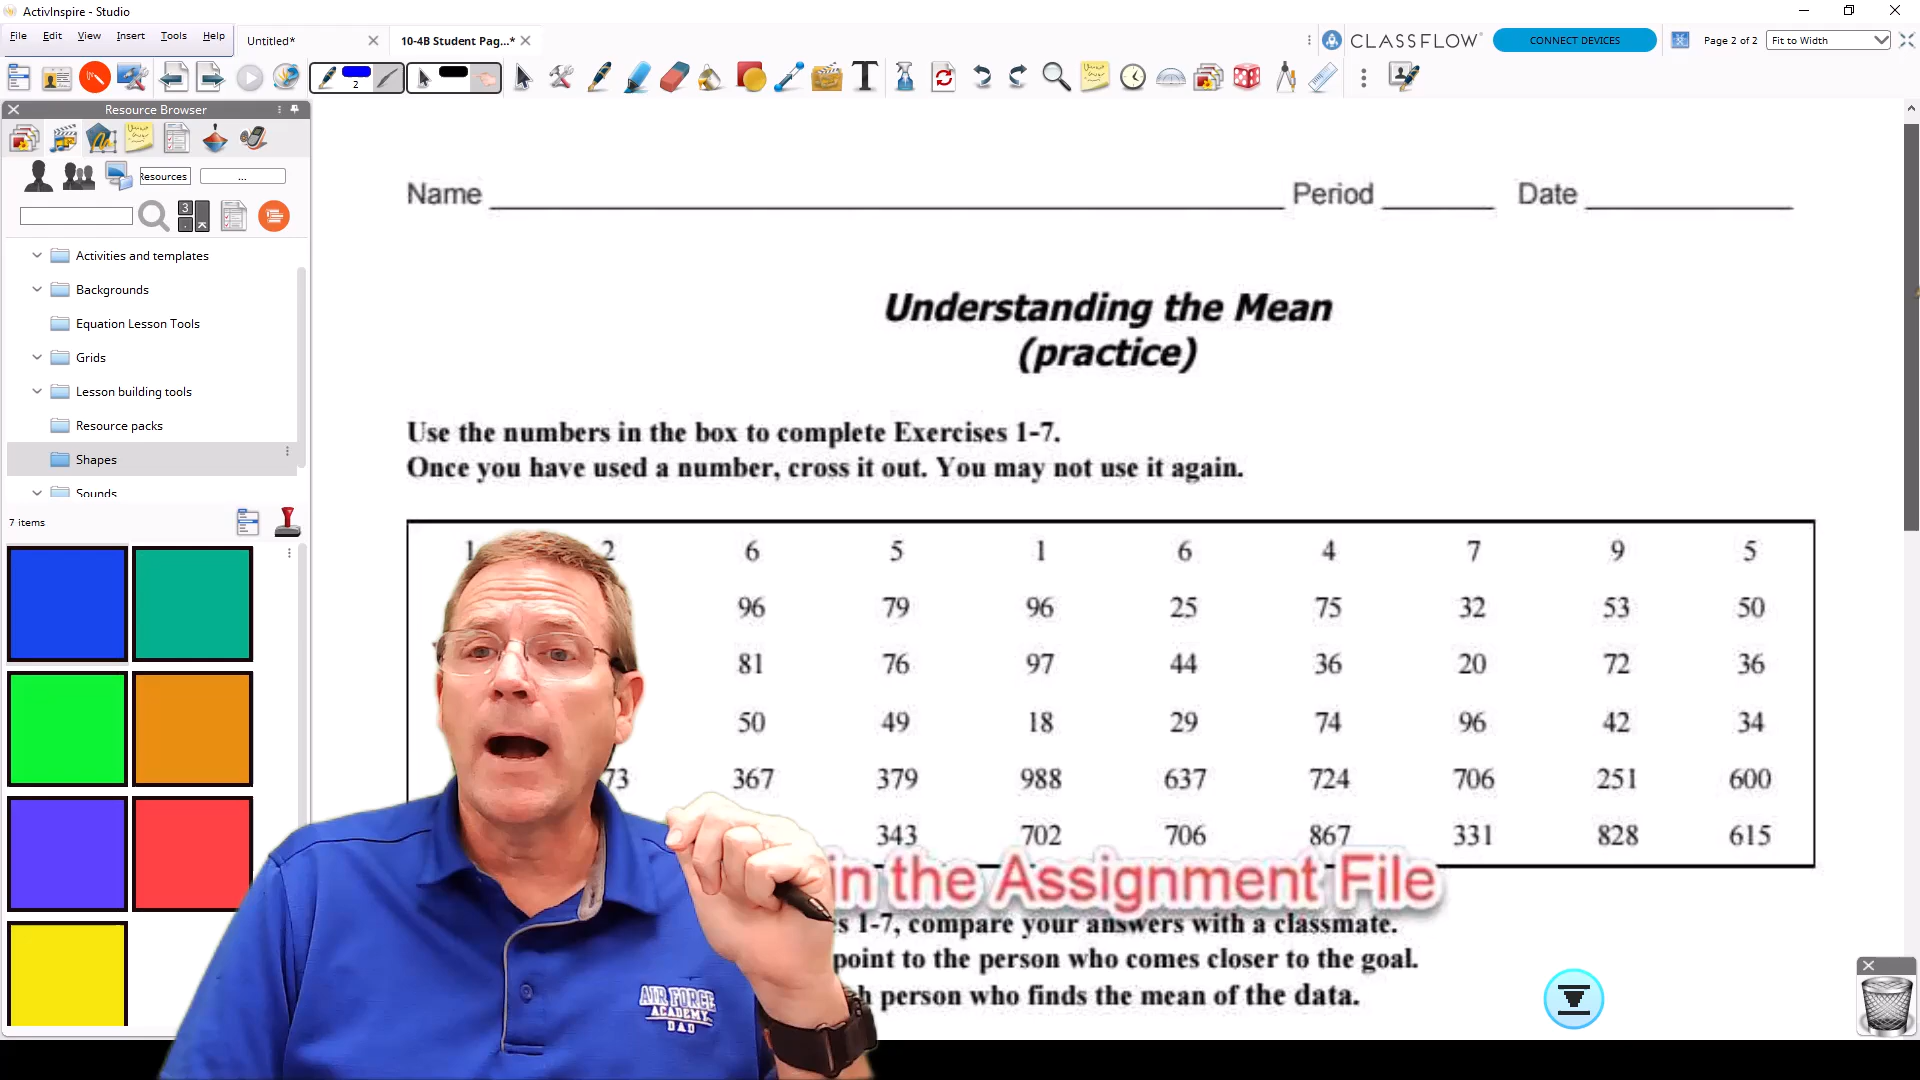 ActivInspire - Studio
File Edit View Insert Tools Help
Untitled*
10-4B Student Pag...*
CLASSFLOW
CONNECT DEVICES
Page 2 of 2
Fit to Width
2
Resource Browser
Resources
...
3
Activities and templates
Backgrounds
Equation Lesson Tools
Grids
Lesson building tools
Resource packs
Shapes
Sounds
7 items
Name Period Date
Understanding the Mean
(practice)
Use the numbers in the box to complete Exercises 1-7.
Once you have used a number, cross it out. You may not use it again.
1 2 6 5 1 6 4 7 9 5
96 79 96 25 75 32 53 50
81 76 97 44 36 20 72 36
50 49 18 29 74 96 42 34
73 367 379 988 637 724 706 251 600
343 702 706 867 331 828 615
in the Assignment File
1-7, compare your answers with a classmate.
point to the person who comes closer to the goal.
person who finds the mean of the data.
AIR FORCE
ACADEMY
DAD